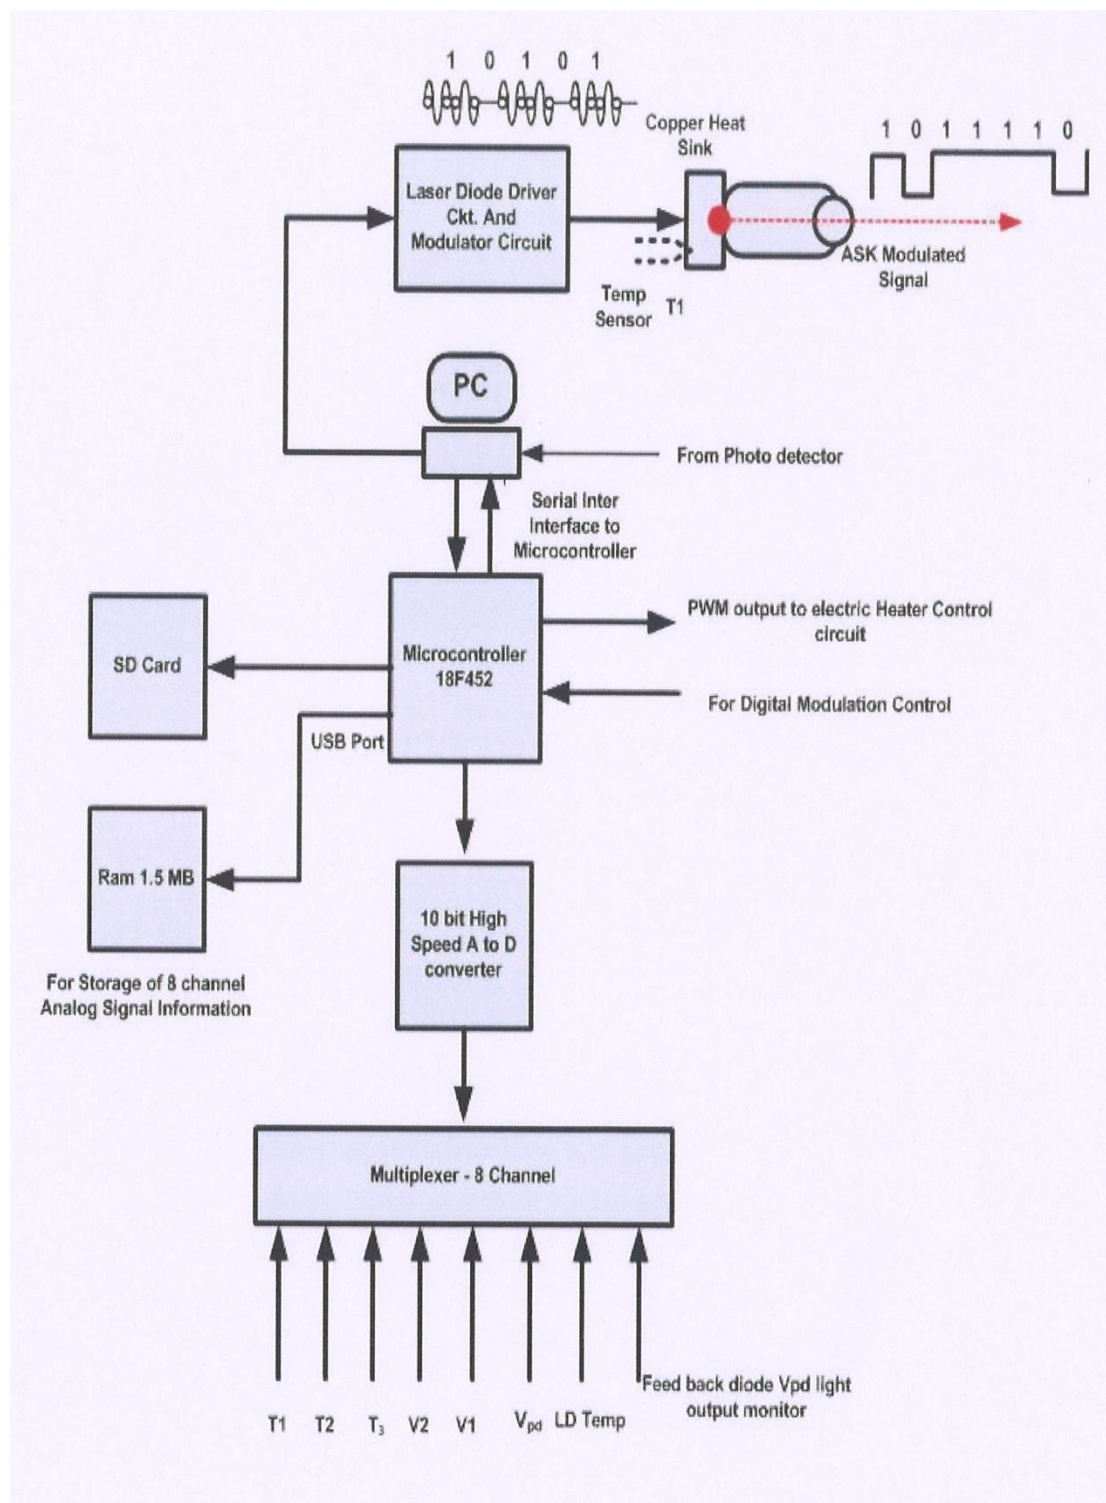 1 0 1 0 1
Copper Heat
Sink
1 0 1 1 1 1 0
Laser Diode Driver
Ckt. And
Modulator Circuit
ASK Modulated
Signal
Temp
Sensor
T1
PC
From Photo detector
Serial Inter
Interface to
Microcontroller
PWM output to electric Heater Control
circuit
SD Card
Microcontroller
18F452
For Digital Modulation Control
USB Port
Ram 1.5 MB
10 bit High
Speed A to D
converter
For Storage of 8 channel
Analog Signal Information
Multiplexer - 8 Channel
Feed back diode Vpd light
output monitor
T1 T2 T3 V2 V1 Vpd LD Temp